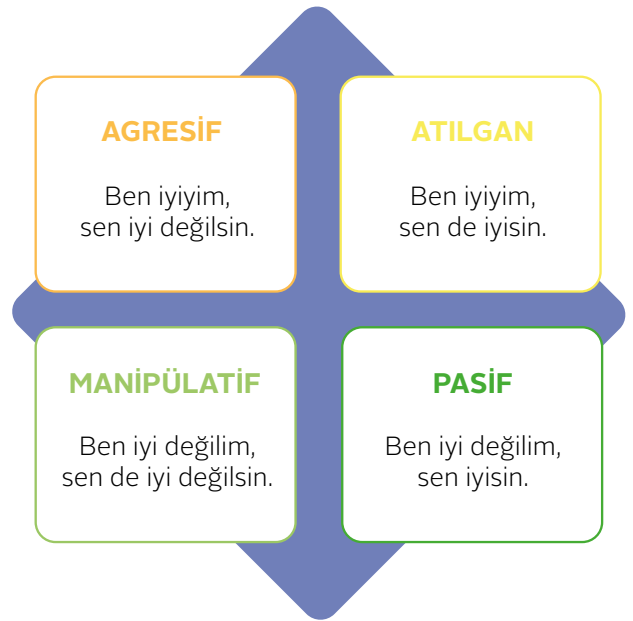 AGRESİF
Ben iyiyim,
sen iyi değilsin.
ATILGAN
Ben iyiyim,
sen de iyisin.
MANİPÜLATİF
Ben iyi değilim,
sen de iyi değilsin.
PASİF
Ben iyi değilim,
sen iyisin.